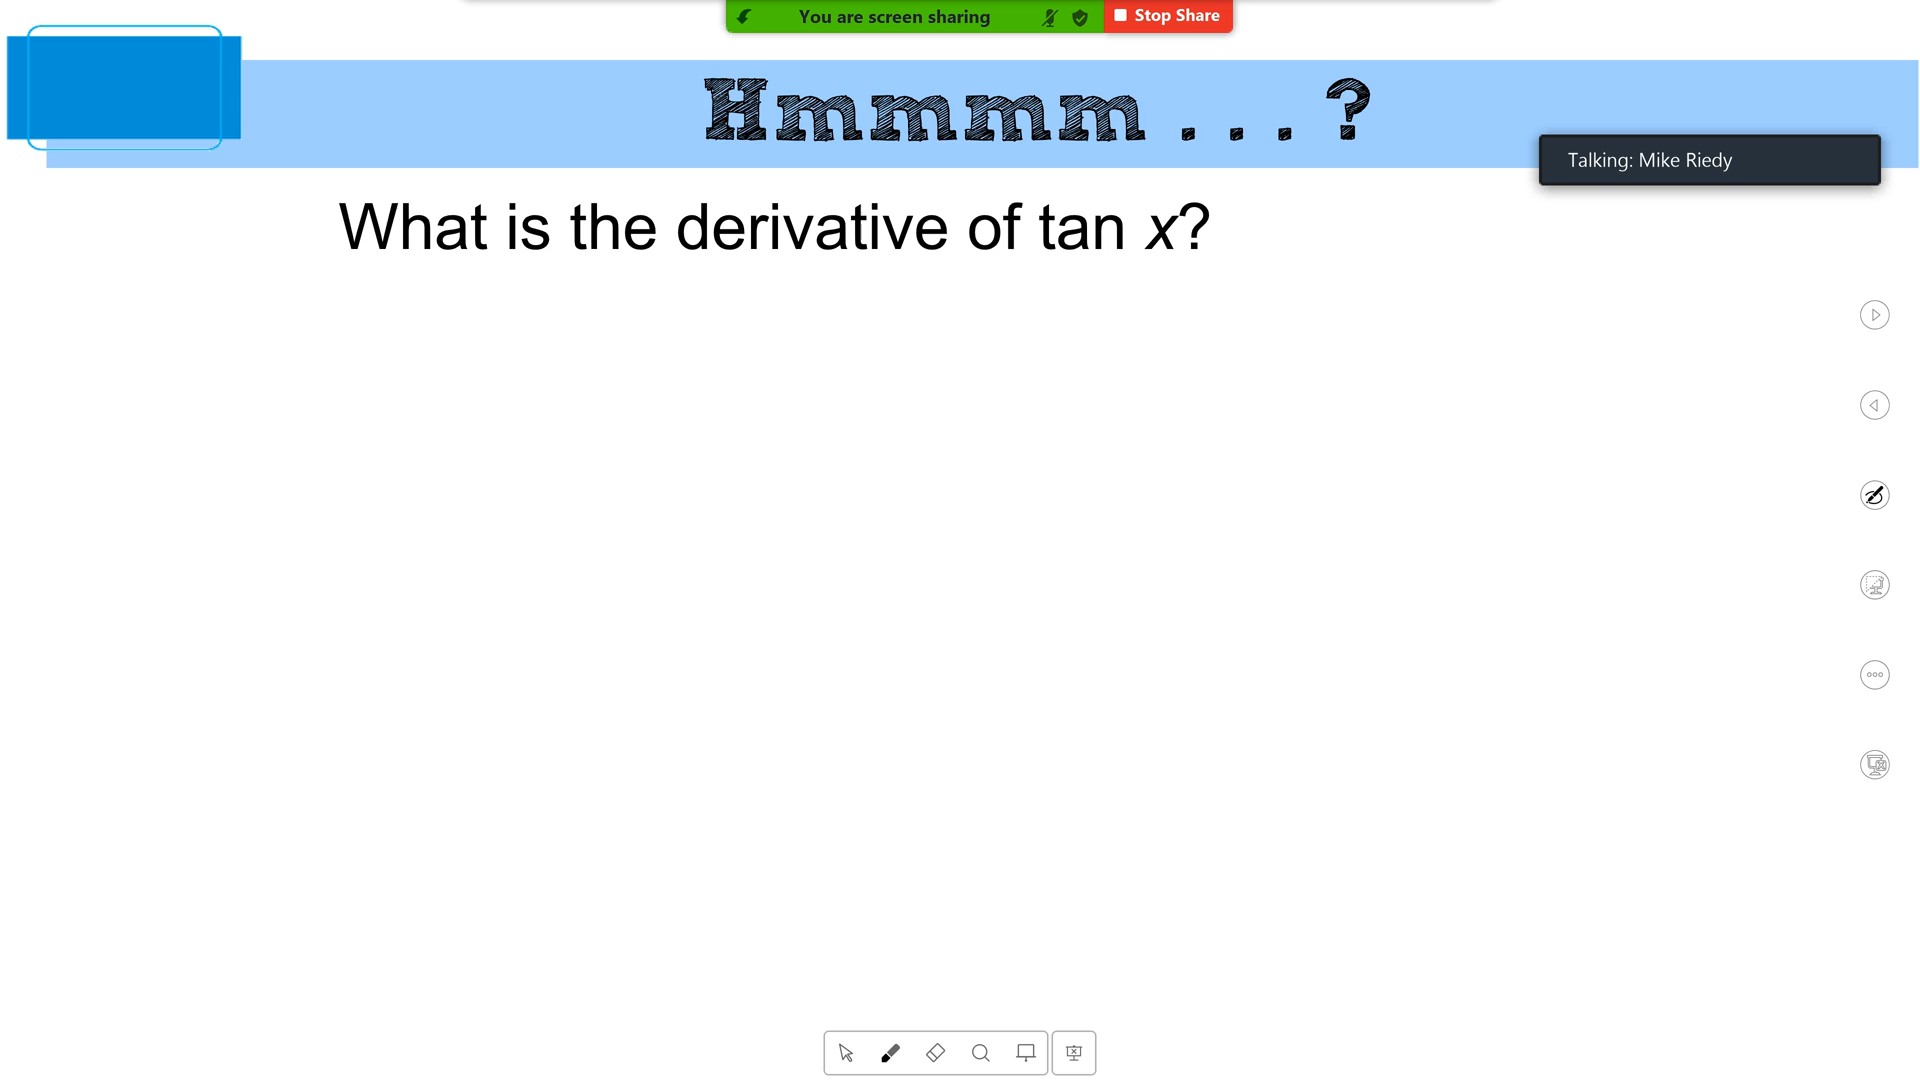 You are screen sharing
Stop Share
Hmmmm . . . ?
Talking: Mike Riedy
What is the derivative of tan x?